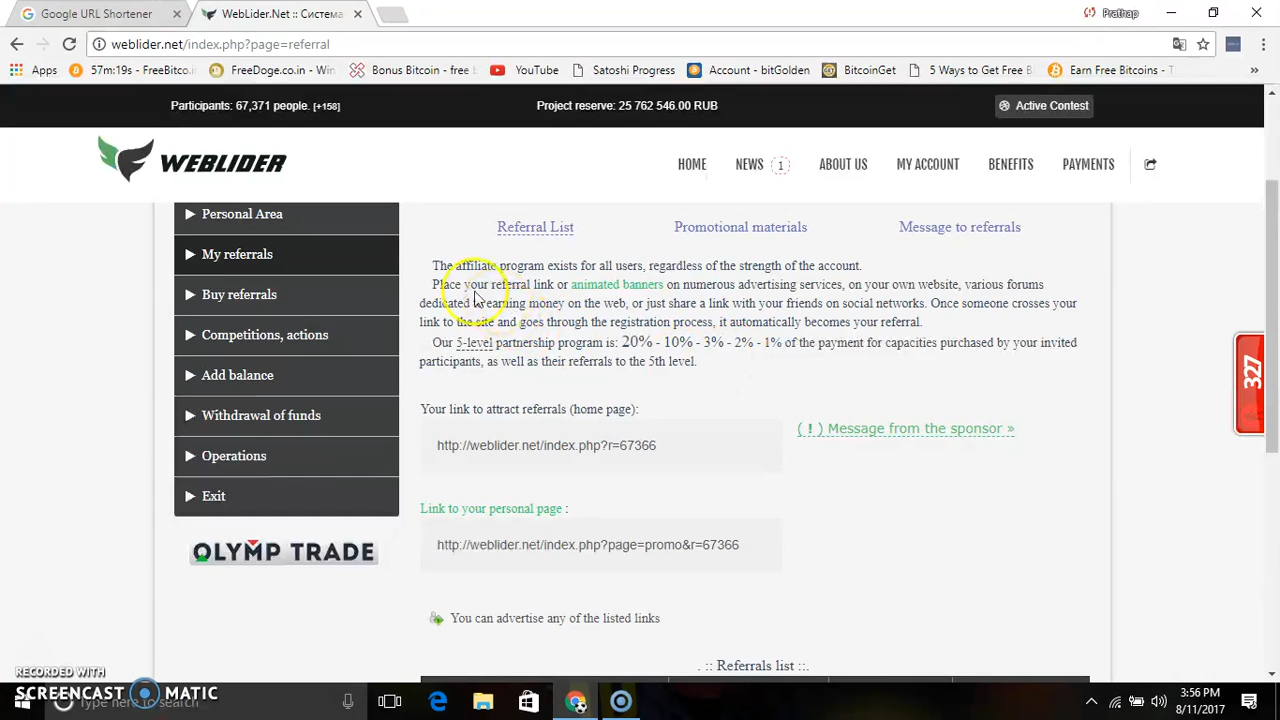 Google URL Shortener
WebLider.Net :: Система
Prathap
weblider.net/index.php?page=referral
Apps
57m:19s - FreeBitco.i
FreeDoge.co.in - Win
Bonus Bitcoin - free b
YouTube
Satoshi Progress
Account - bitGolden
BitcoinGet
5 Ways to Get Free B
Earn Free Bitcoins - T
»
Participants: 67,371 people. [+158]
Project reserve: 25 762 546.00 RUB
Active Contest
WEBLIDER
HOME
NEWS 1
ABOUT US
MY ACCOUNT
BENEFITS
PAYMENTS
Personal Area
My referrals
Buy referrals
Competitions, actions
Add balance
Withdrawal of funds
Operations
Exit
OLYMP TRADE
Referral List
Promotional materials
Message to referrals
The affiliate program exists for all users, regardless of the strength of the account.
Place your referral link or animated banners on numerous advertising services, on your own website, various forums
dedicated to earning money on the web, or just share a link with your friends on social networks. Once someone crosses your
link to the site and goes through the registration process, it automatically becomes your referral.
Our 5-level partnership program is: 20% - 10% - 3% - 2% - 1% of the payment for capacities purchased by your invited
participants, as well as their referrals to the 5th level.
Your link to attract referrals (home page):
http://weblider.net/index.php?r=67366
( ! ) Message from the sponsor »
Link to your personal page :
http://weblider.net/index.php?page=promo&r=67366
You can advertise any of the listed links
. :: Referrals list ::.
327
RECORDED WITH
SCREENCAST MATIC
Type here to search
3:56 PM
8/11/2017